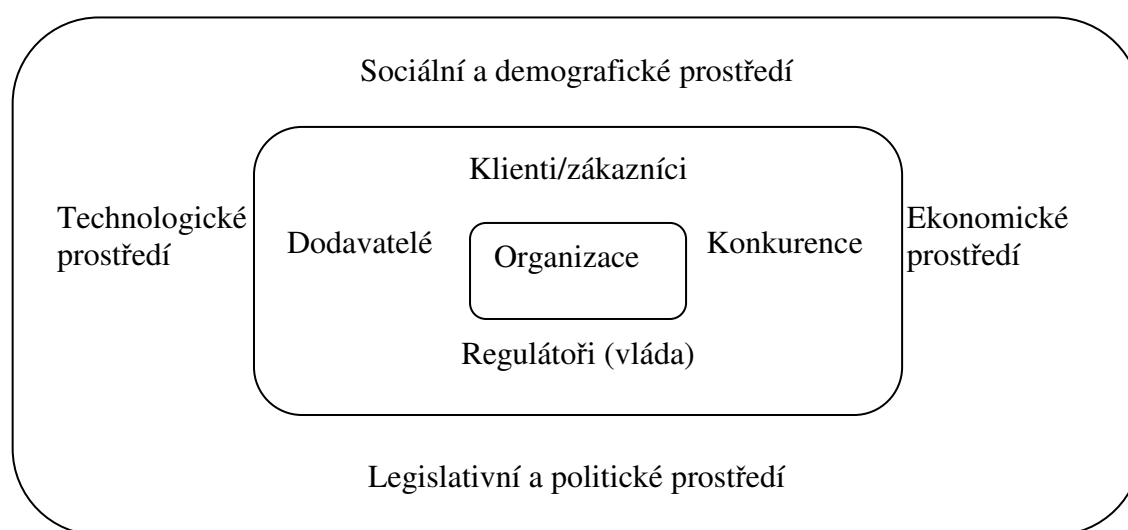 Sociální a demografické prostředí
Klienti/zákazníci
Technologické
prostředí
Dodavatelé
Organizace
Konkurence
Ekonomické
prostředí
Regulátoři (vláda)
Legislativní a politické prostředí